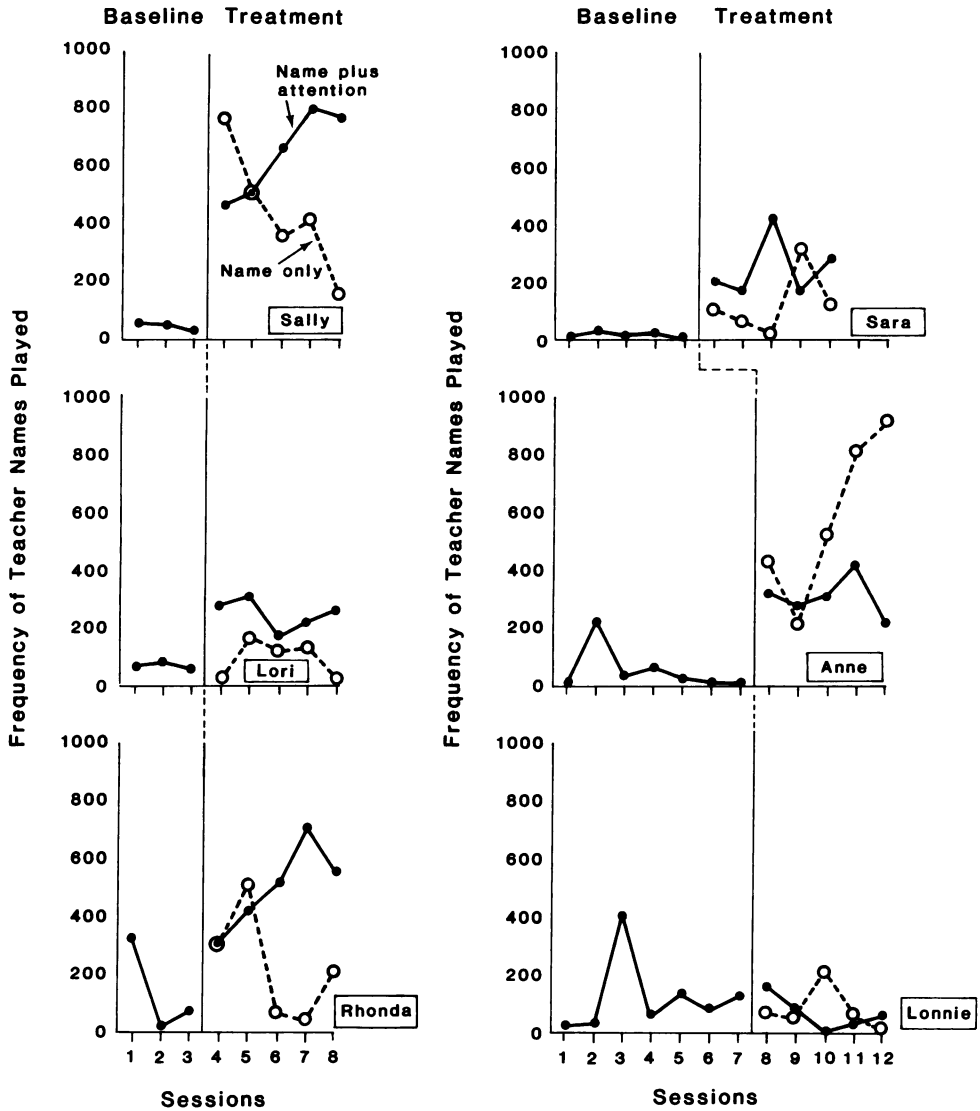 Baseline Treatment
Frequency of Teacher Names Played
1000
800
600
400
200
0
Name plus
attention
Name only
Sally
1000
800
600
400
200
0
Lori
1000
800
600
400
200
0
Rhonda
1 2 3 4 5 6 7 8
Sessions
Baseline Treatment
Frequency of Teacher Names Played
1000
800
600
400
200
0
Sara
1000
800
600
400
200
0
Anne
1000
800
600
400
200
0
Lonnie
1 2 3 4 5 6 7 8 9 10 11 12
Sessions